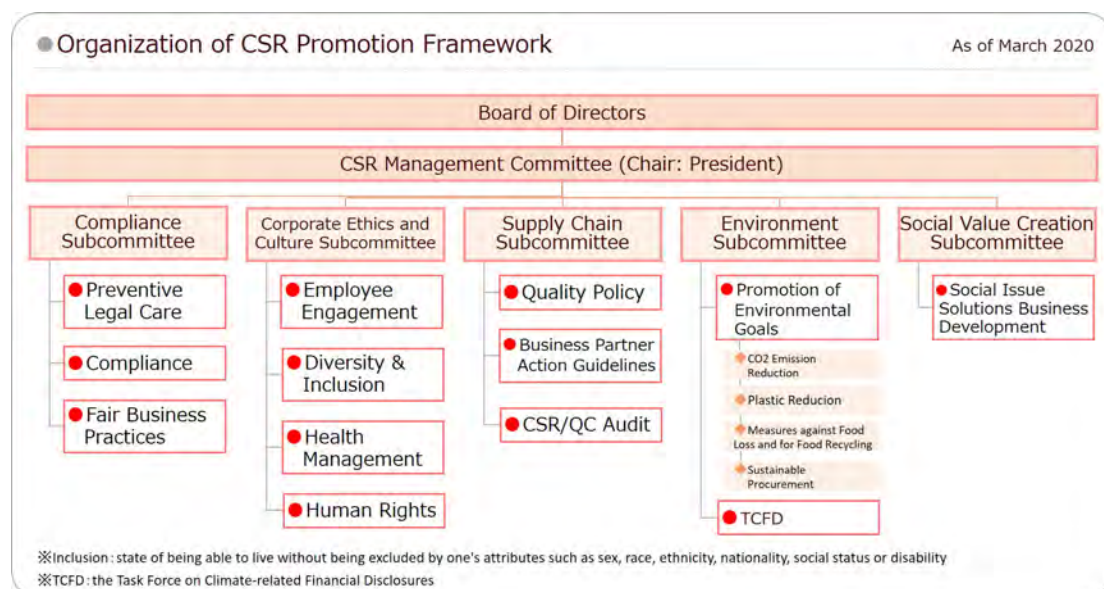 Organization of CSR Promotion Framework
As of March 2020
Board of Directors
CSR Management Committee (Chair: President)
Compliance
Subcommittee
Preventive
Legal Care
Compliance
Fair Business
Practices
Corporate Ethics and
Culture Subcommittee
Employee
Engagement
Diversity &
Inclusion
Health
Management
Human Rights
Supply Chain
Subcommittee
Quality Policy
Business Partner
Action Guidelines
CSR/QC Audit
Environment
Subcommittee
Promotion of
Environmental
Goals
CO2 Emission
Reduction
Plastic Reducion
Measures against Food
Loss and for Food Recycling
Sustainable
Procurement
TCFD
Social Value Creation
Subcommittee
Social Issue
Solutions Business
Development
※Inclusion：state of being able to live without being excluded by one's attributes such as sex, race, ethnicity, nationality, social status or disability
※TCFD：the Task Force on Climate-related Financial Disclosures